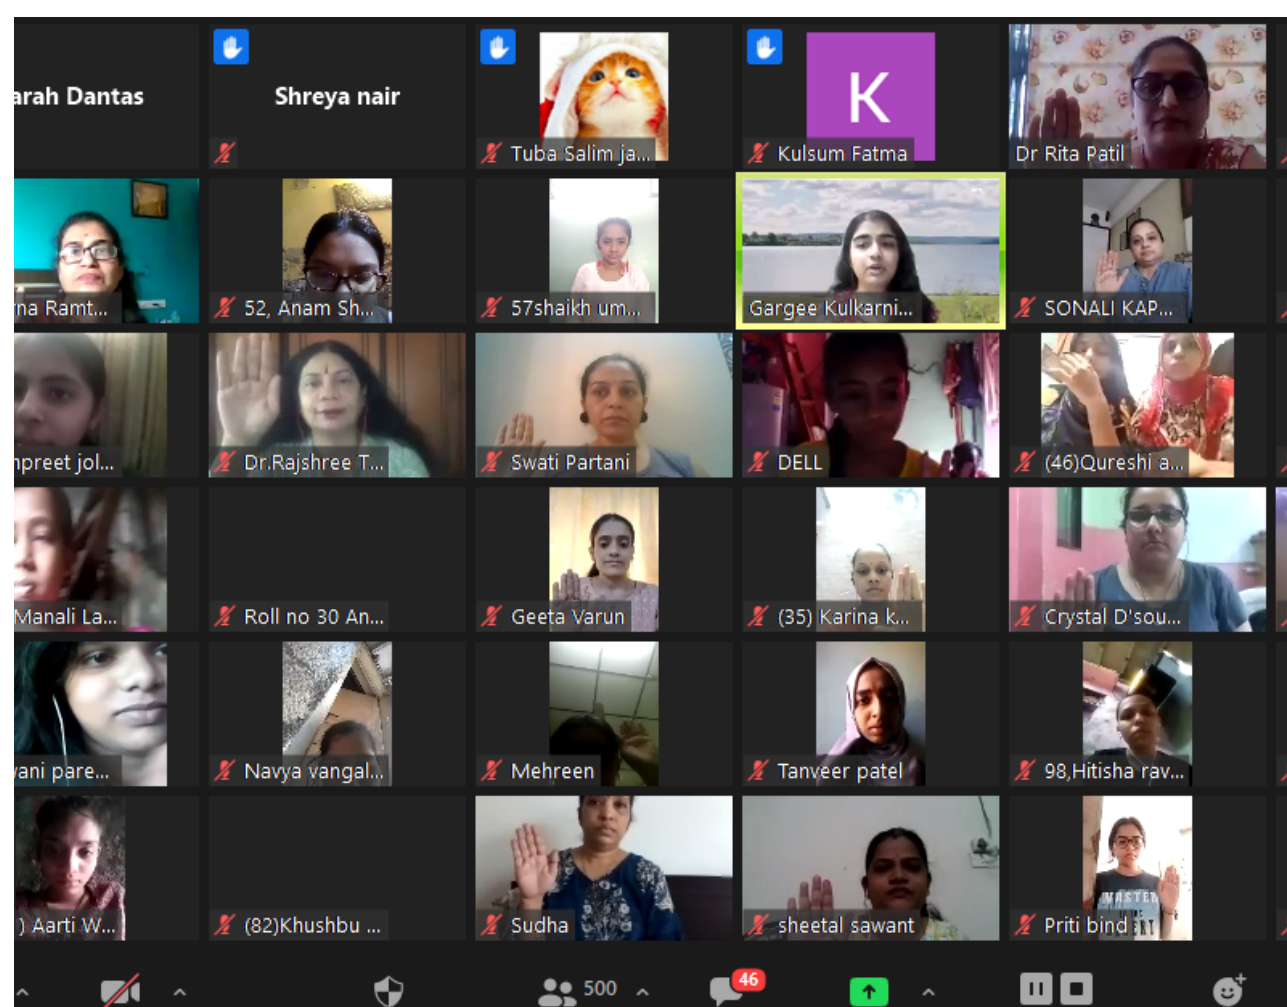 arah Dantas
Shreya nair
Tuba Salim ja...
K
Kulsum Fatma
Dr Rita Patil
na Ramt...
52, Anam Sh...
57shaikh um...
Gargee Kulkarni...
SONALI KAP...
npreet jol...
Dr.Rajshree T...
Swati Partani
DELL
(46)Qureshi a...
Manali La...
Roll no 30 An...
Geeta Varun
(35) Karina k...
Crystal D'sou...
ani pare...
Navya vangal...
Mehreen
Tanveer patel
98,Hitisha rav...
) Aarti W...
(82)Khushbu ...
Sudha
sheetal sawant
Priti bind
500
46